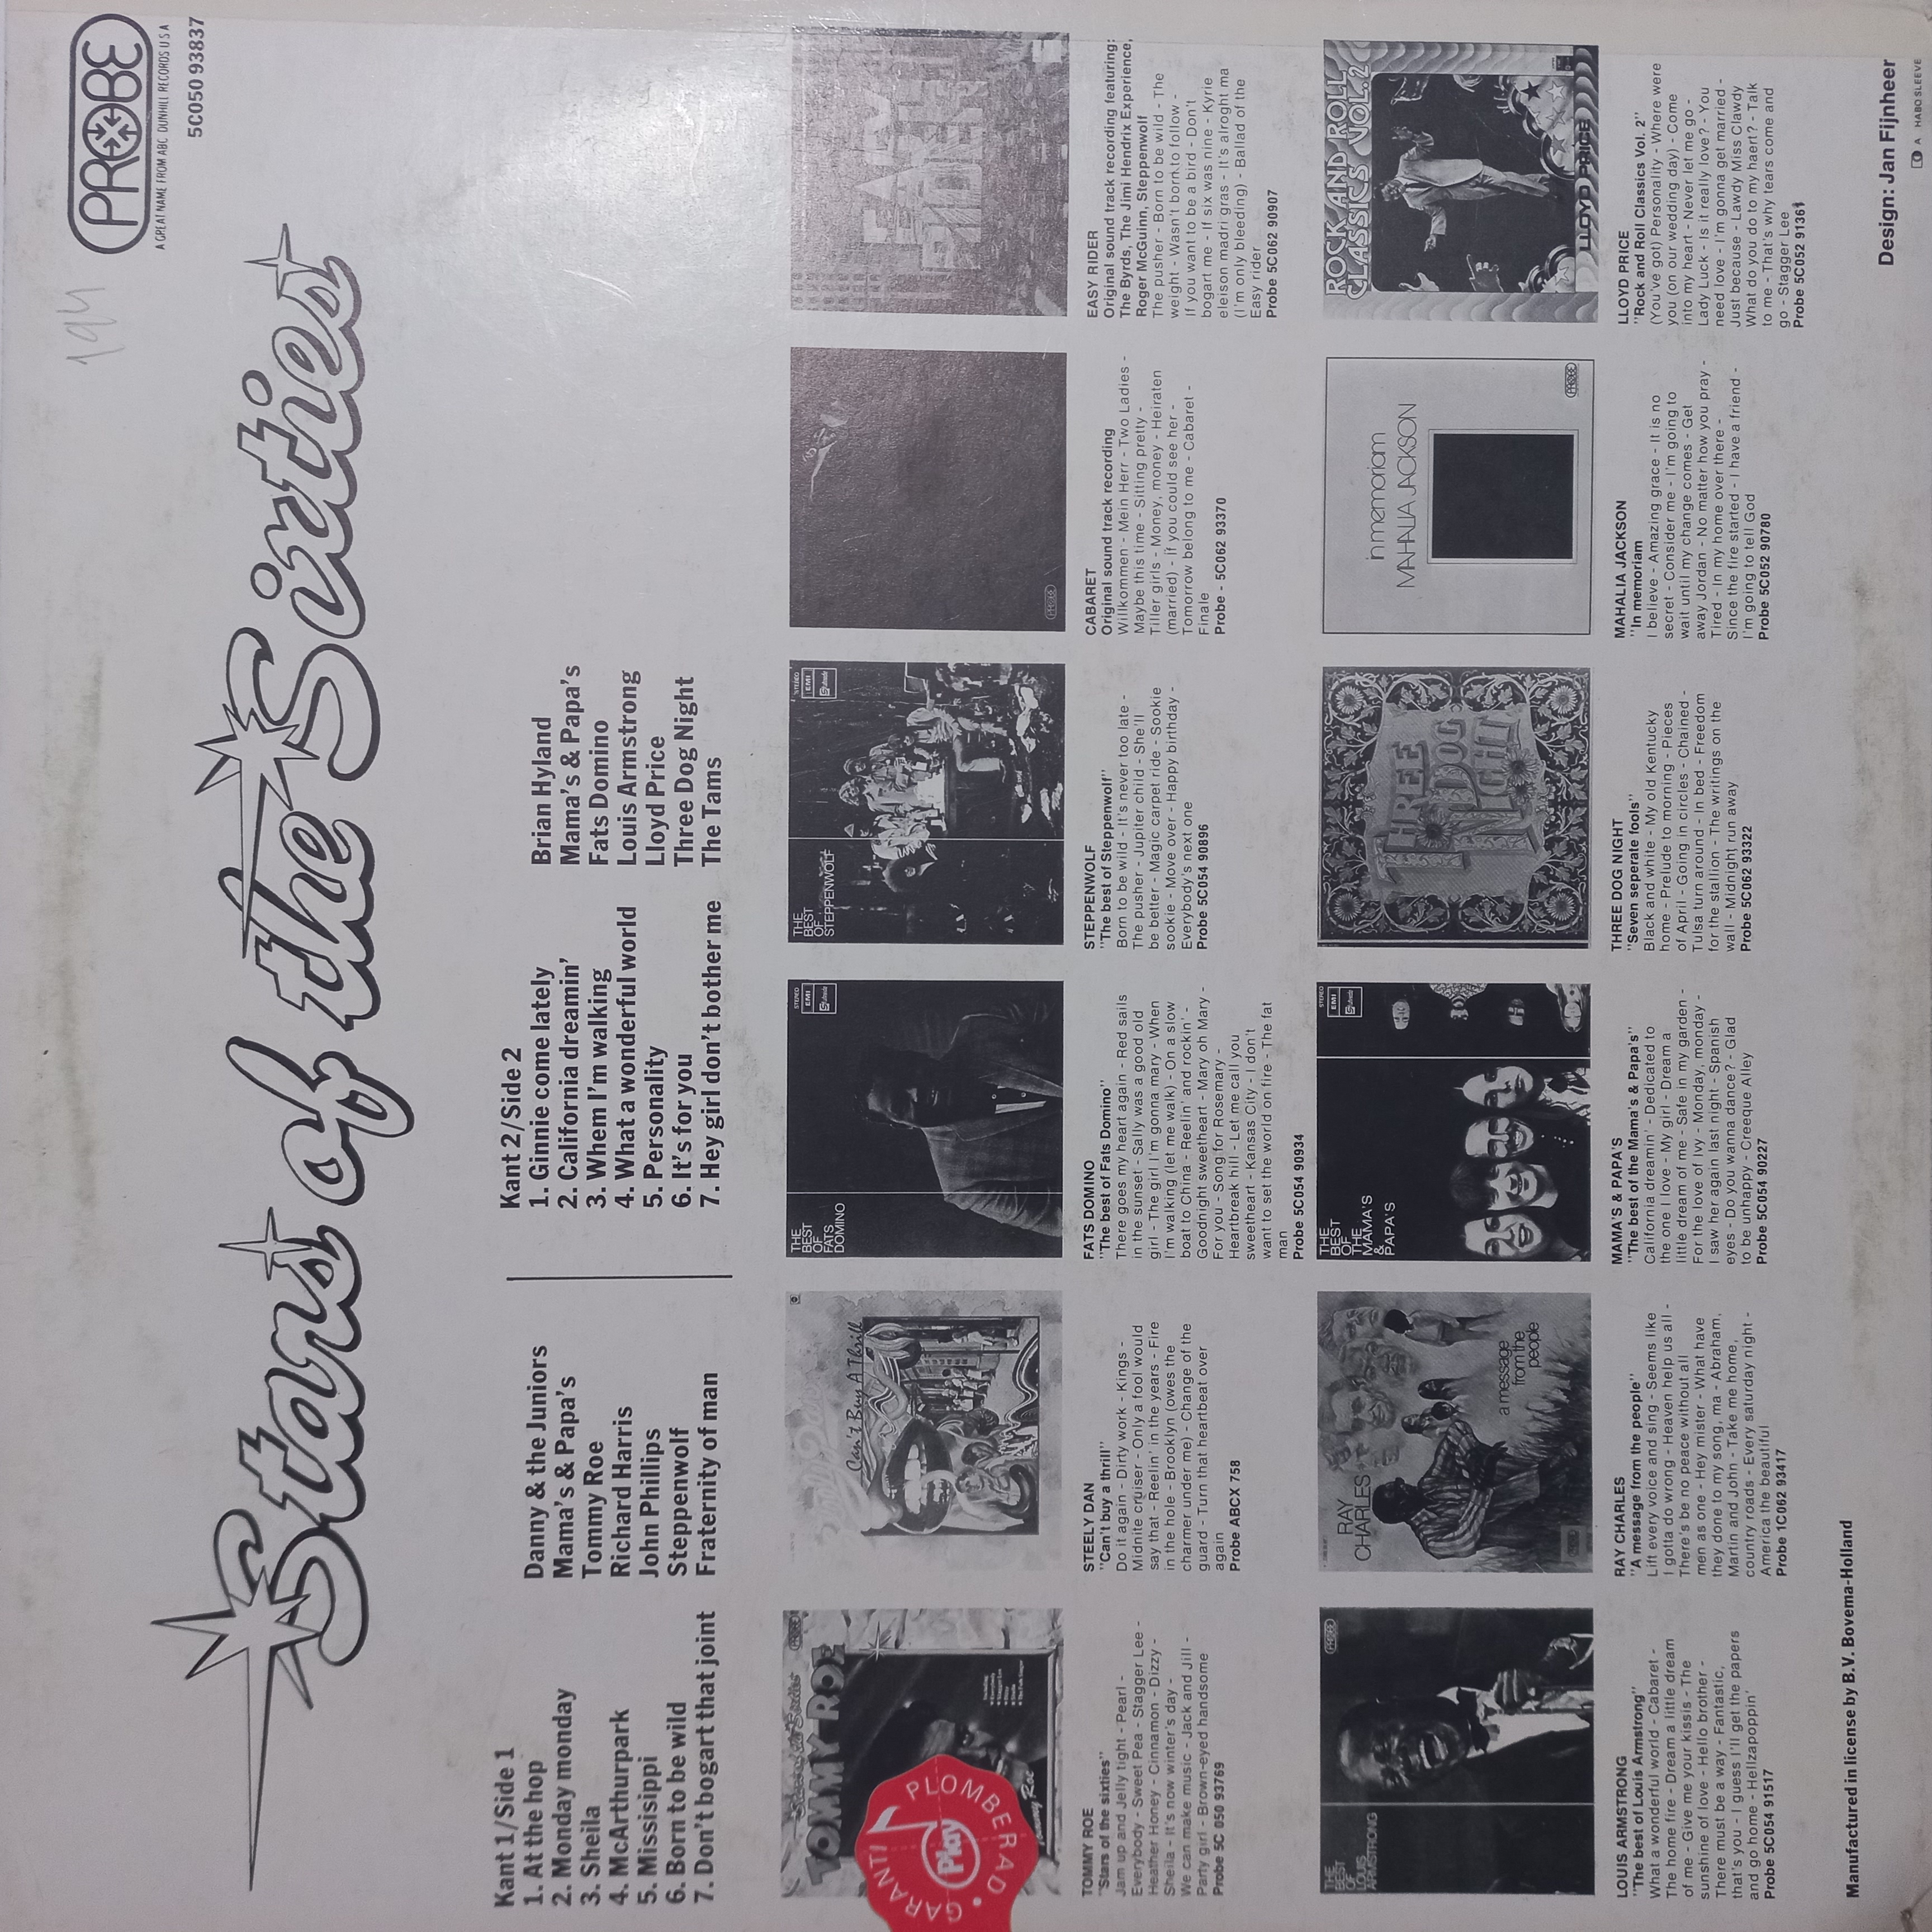 PROBE
A GREAT NAME FROM ABC DUNHILL RECORDS USA
5C050 93837
194
Stars of the Sixties
Kant 1/Side 1
1. At the hop Danny & the Juniors
2. Monday monday Mama's & Papa's
3. Sheila Tommy Roe
4. McArthurpark Richard Harris
5. Missisippi John Phillips
6. Born to be wild Steppenwolf
7. Don't bogart that joint Fraternity of man
Kant 2/Side 2
1. Ginnie come lately Brian Hyland
2. California dreamin' Mama's & Papa's
3. Whem I'm walking Fats Domino
4. What a wonderful world Louis Armstrong
5. Personality Lloyd Price
6. It's for you Three Dog Night
7. Hey girl don't bother me The Tams
Stars of the Sixties
TOMMY ROE
PROBE
Tommy Roe
GARANTI PLOMBERAD
Play
TOMMY ROE
"Stars of the sixties"
Jam up and Jelly tight - Pearl -
Everybody - Sweet Pea - Stagger Lee -
Heather Honey - Cinnamon - Dizzy -
Sheila - It's now winter's day -
We can make music - Jack and Jill -
Party girl - Brown-eyed handsome
Probe 5C 050 93769
Can't Buy A Thrill
STEELY DAN
"Can't buy a thrill"
Do it again - Dirty work - Kings -
Midnite cruiser - Only a fool would
say that - Reelin' in the years - Fire
in the hole - Brooklyn (owes the
charmer under me) - Change of the
guard - Turn that heartbeat over
again
Probe ABCX 758
THE
BEST
OF
FATS
DOMINO
STEREO
EMI
Stateside
FATS DOMINO
"The best of Fats Domino"
There goes my heart again - Red sails
in the sunset - Sally was a good old
girl - The girl I'm gonna mary - When
I'm walking (let me walk) - On a slow
boat to China - Reelin' and rockin' -
Goodnight sweetheart - Mary oh Mary -
For you - Song for Rosemary -
Heartbreak hill - Let me call you
sweetheart - Kansas City - I don't
want to set the world on fire - The fat
man
Probe 5C054 90934
THE
BEST
OF
STEPPENWOLF
STEREO
EMI
Stateside
STEPPENWOLF
"The best of Steppenwolf"
Born to be wild - It's never too late -
The pusher - Jupiter child - She'll
be better - Magic carpet ride - Sookie
sookie - Move over - Happy birthday -
Everybody's next one
Probe 5C054 90896
PROBE
CABARET
Original sound track recording
Willkommen - Mein Herr - Two Ladies -
Maybe this time - Sitting pretty -
Tiller girls - Money, money - Heiraten
(married) - if you could see her -
Tomorrow belong to me - Cabaret -
Finale
Probe - 5C062 93370
EASY RIDER
EASY RIDER
Original sound track recording featuring:
The Byrds, The Jimi Hendrix Experience,
Roger McGuinn, Steppenwolf
The pusher - Born to be wild - The
weight - Wasn't born to follow -
If you want to be a bird - Don't
bogart me - If six was nine - Kyrie
eleison madri gras - It's alroght ma
(I'm only bleeding) - Ballad of the
Easy rider
Probe 5C062 90907
THE
BEST
OF
LOUIS
ARMSTRONG
PROBE
LOUIS ARMSTRONG
"The best of Louis Armstrong"
What a wonderful world - Cabaret -
The home fire - Dream a little dream
of me - Give me your kissis - The
sunshine of love - Hello brother -
There must be a way - Fantastic,
that's you - I guess I'll get the papers
and go home - Hellzapoppin'
Probe 5C054 91517
RAY
CHARLES
a message
from the
people
RAY CHARLES
"A message from the people"
Lift every voice and sing - Seems like
I gotta do wrong - Heaven help us all -
There's be no peace without all
men as one - Hey mister - What have
they done to my song, ma - Abraham,
Martin and John - Take me home,
country roads - Every saturday night -
America the beautiful
Probe 1C062 93417
THE
BEST
OF
THE
MAMA'S
&
PAPA'S
STEREO
EMI
Stateside
MAMA'S & PAPA'S
"The best of the Mama's & Papa's"
California dreamin' - Dedicated to
the one I love - My girl - Dream a
little dream of me - Safe in my garden -
For the love of Ivy - Monday, monday -
I saw her again last night - Spanish
eyes - Do you wanna dance? - Glad
to be unhappy - Creeque Alley
Probe 5C054 90227
THREE
DOG
NIGHT
THREE DOG NIGHT
"Seven seperate fools"
Black and white - My old Kentucky
home - Prelude to morning - Pieces
of April - Going in circles - Chained -
Tulsa turn around - In bed - Freedom
for the stallion - The writings on the
wall - Midnight run away
Probe 5C062 93322
in memoriam
MAHALIA JACKSON
PROBE
MAHALIA JACKSON
"In memoriam
I believe - Amazing grace - It is no
secret - Consider me - I'm going to
wait until my change comes - Get
away Jordan - No matter how you pray -
Tired - In my home over there -
Since the fire started - I have a friend -
I'm going to tell God
Probe 5C052 90780
ROCK AND ROLL
CLASSICS VOL. 2
LLOYD PRICE
LLOYD PRICE
"Rock and Roll Classics Vol. 2"
(You've got) Personality - Where were
you (on our wedding day) - Come
into my heart - Never let me go -
Lady Luck - Is it really love? - You
need love - I'm gonna get married -
Just because - Lawdy Miss Clawdy
What do you do to my haert? - Talk
to me - That's why tears come and
go - Stagger Lee
Probe 5C052 91361
Manufactured in license by B.V. Bovema-Holland
Design: Jan Fijnheer
A HABO SLEEVE